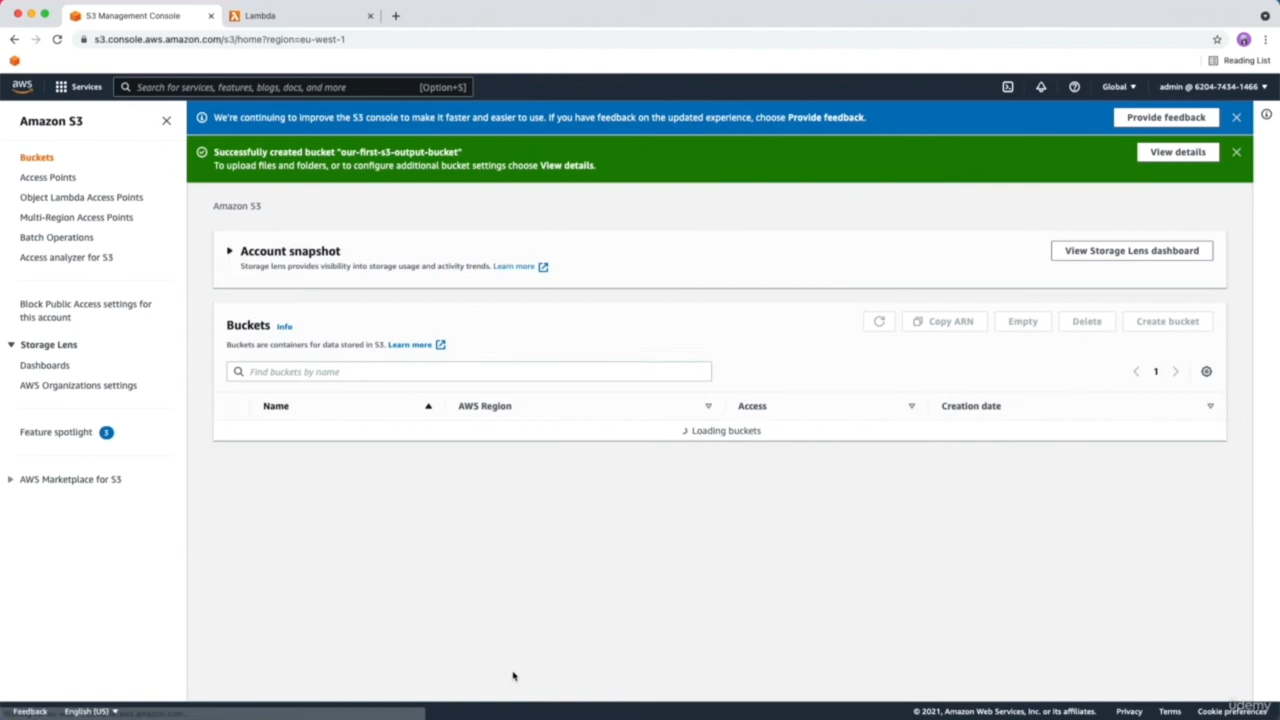 S3 Management Console
Lambda
s3.console.aws.amazon.com/s3/home?region=eu-west-1
Reading List
aws
Services
Search for services, features, blogs, docs, and more
[Option+S]
Global
admin @ 6204-7434-1466
Amazon S3
We're continuing to improve the S3 console to make it faster and easier to use. If you have feedback on the updated experience, choose Provide feedback.
Provide feedback
Successfully created bucket "our-first-s3-output-bucket"
To upload files and folders, or to configure additional bucket settings choose View details.
View details
Buckets
Access Points
Object Lambda Access Points
Multi-Region Access Points
Batch Operations
Access analyzer for S3
Block Public Access settings for
this account
Storage Lens
Dashboards
AWS Organizations settings
Feature spotlight 3
AWS Marketplace for S3
Amazon S3
Account snapshot
Storage lens provides visibility into storage usage and activity trends. Learn more
View Storage Lens dashboard
Buckets Info
Buckets are containers for data stored in S3. Learn more
Copy ARN
Empty
Delete
Create bucket
Find buckets by name
1
Name
AWS Region
Access
Creation date
Loading buckets
Feedback
English (US)
© 2021, Amazon Web Services, Inc. or its affiliates.
Privacy
Terms
Cookie preferences
udemy